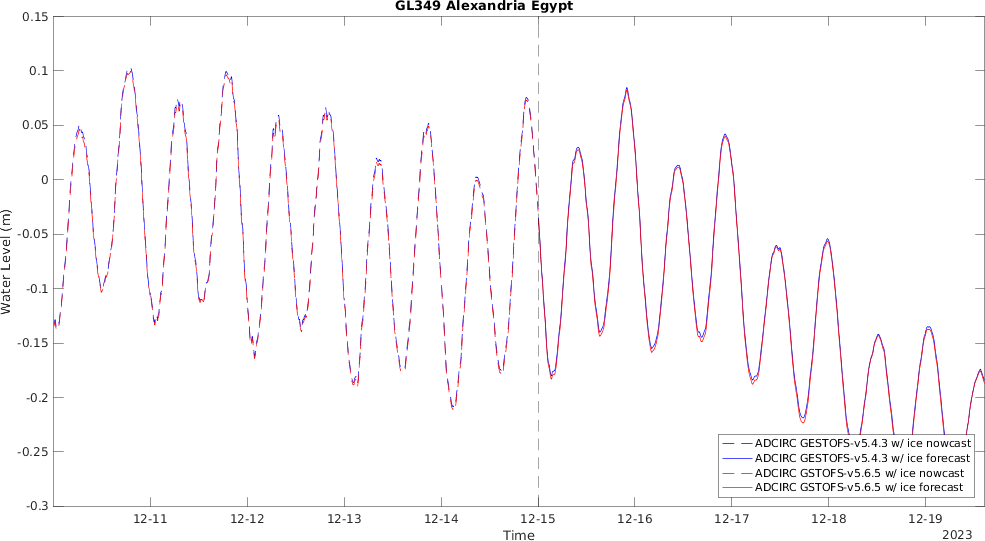 GL349 Alexandria Egypt
0.15
0.1
0.05
0
-0.05
-0.1
-0.15
-0.2
-0.25
-0.3
Water Level (m)
ADCIRC GESTOFS-v5.4.3 w/ ice nowcast
ADCIRC GESTOFS-v5.4.3 w/ ice forecast
ADCIRC GSTOFS-v5.6.5 w/ ice nowcast
ADCIRC GSTOFS-v5.6.5 w/ ice forecast
12-11 12-12 12-13 12-14 12-15 12-16 12-17 12-18 12-19
Time
2023